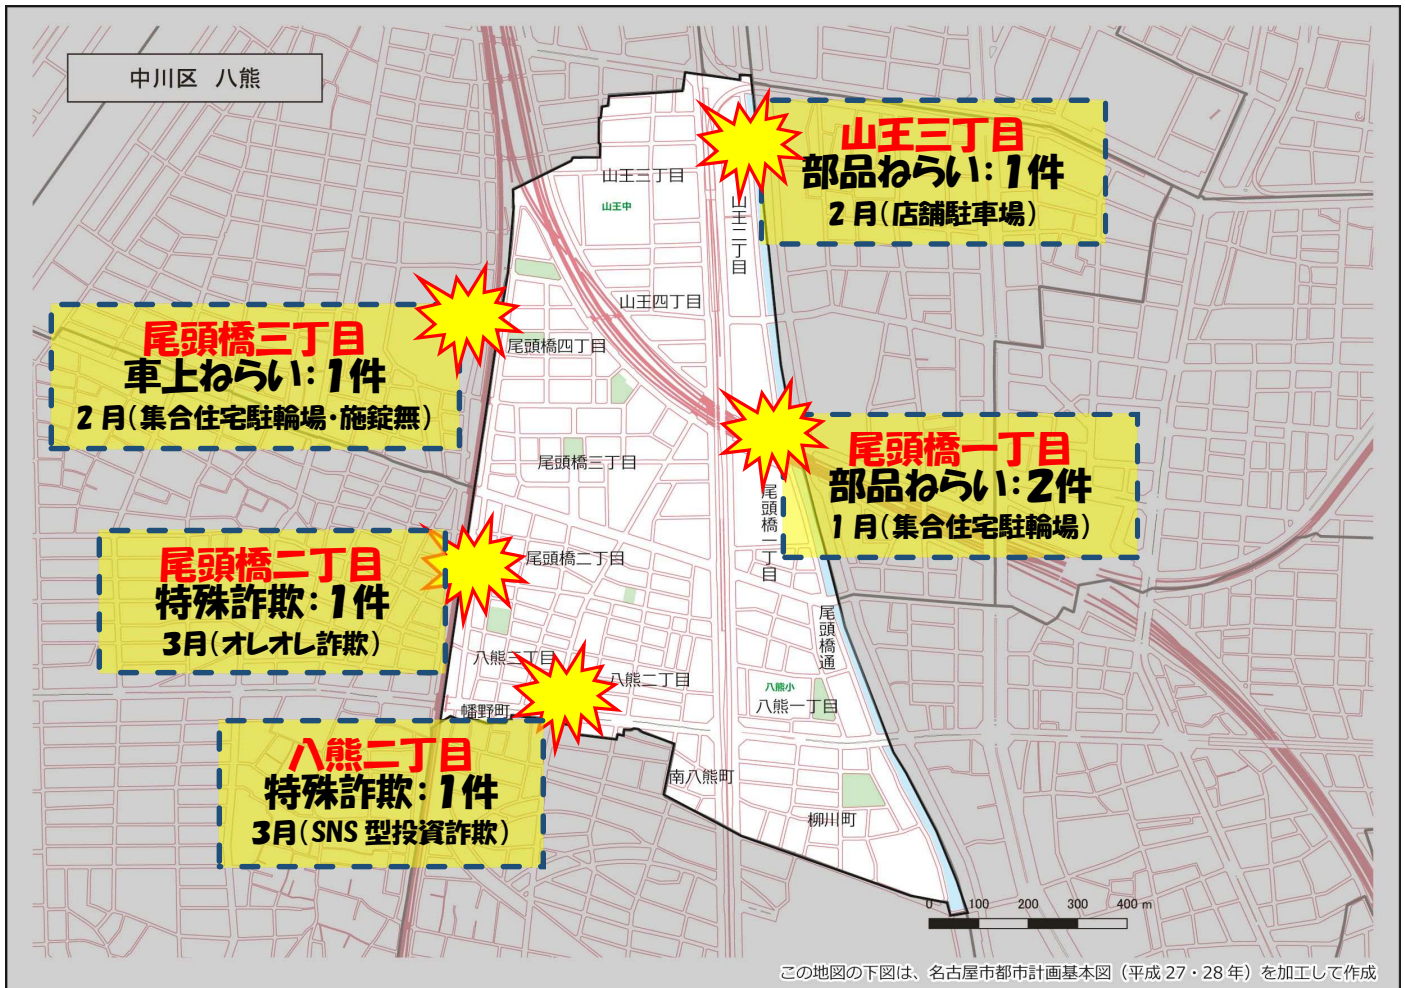 中川区 八熊
山王三丁目
部品ねらい：1件
2月（店舗駐車場）
山王三丁目
山王中
山王二丁目
山王四丁目
尾頭橋三丁目
車上ねらい：1件
2月（集合住宅駐輪場・施錠無）
尾頭橋四丁目
尾頭橋三丁目
尾頭橋一丁目
部品ねらい：2件
1月（集合住宅駐輪場）
尾頭橋一丁目
尾頭橋二丁目
特殊詐欺：1件
3月（オレオレ詐欺）
尾頭橋二丁目
尾頭橋通
八熊三丁目
八熊二丁目
八熊小
八熊一丁目
幡野町
八熊二丁目
特殊詐欺：1件
3月（SNS型投資詐欺）
南八熊町
柳川町
0 100 200 300 400 m
この地図の下図は、名古屋市都市計画基本図（平成27・28年）を加工して作成